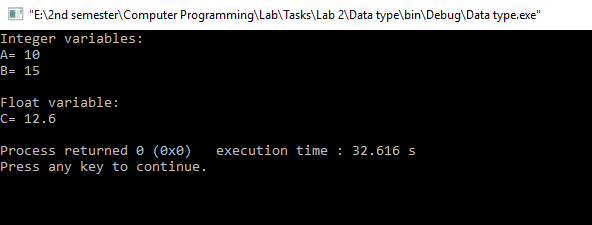 "E:\2nd semester\Computer Programming\Lab\Tasks\Lab 2\Data type\bin\Debug\Data type.exe"
Integer variables:
A= 10
B= 15
Float variable:
C= 12.6
Process returned 0 (0x0)   execution time : 32.616 s
Press any key to continue.